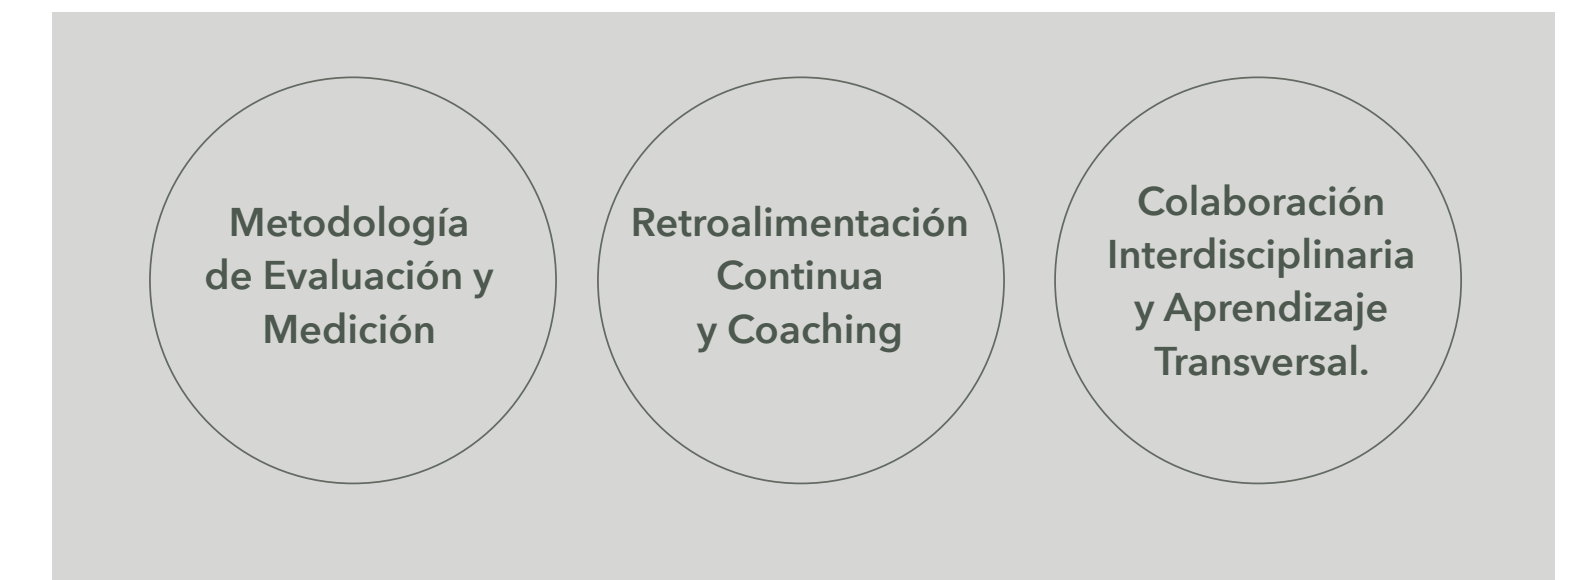 Metodología
de Evaluación y
Medición
Retroalimentación
Continua
y Coaching
Colaboración
Interdisciplinaria
y Aprendizaje
Transversal.